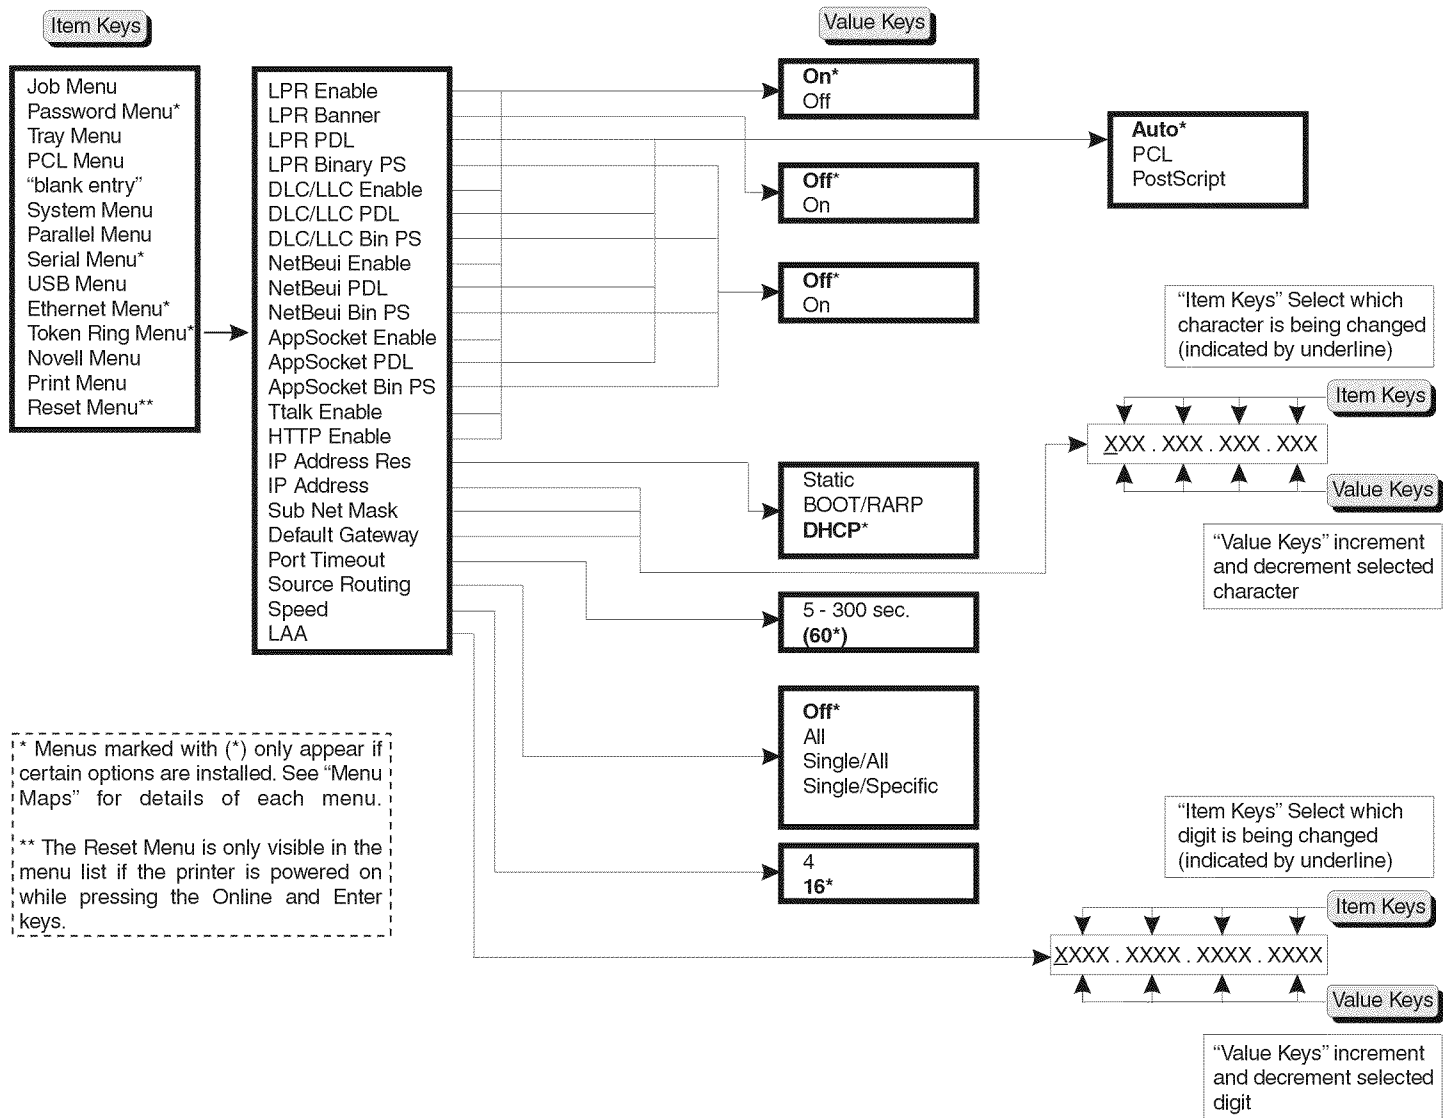 Item Keys
Value Keys
Job Menu
Password Menu*
Tray Menu
PCL Menu
“blank entry”
System Menu
Parallel Menu
Serial Menu*
USB Menu
Ethernet Menu*
Token Ring Menu*
Novell Menu
Print Menu
Reset Menu**
LPR Enable
LPR Banner
LPR PDL
LPR Binary PS
DLC/LLC Enable
DLC/LLC PDL
DLC/LLC Bin PS
NetBeui Enable
NetBeui PDL
NetBeui Bin PS
AppSocket Enable
AppSocket PDL
AppSocket Bin PS
Ttalk Enable
HTTP Enable
IP Address Res
IP Address
Sub Net Mask
Default Gateway
Port Timeout
Source Routing
Speed
LAA
On*
Off
Auto*
PCL
PostScript
Off*
On
Off*
On
“Item Keys” Select which
character is being changed
(indicated by underline)
Item Keys
XXX . XXX . XXX . XXX
Value Keys
“Value Keys” increment
and decrement selected
character
Static
BOOT/RARP
DHCP*
5 - 300 sec.
(60*)
Off*
All
Single/All
Single/Specific
4
16*
“Item Keys” Select which
digit is being changed
(indicated by underline)
Item Keys
XXXX . XXXX . XXXX . XXXX
Value Keys
“Value Keys” increment
and decrement selected
digit
* Menus marked with (*) only appear if
certain options are installed. See “Menu
Maps” for details of each menu.
** The Reset Menu is only visible in the
menu list if the printer is powered on
while pressing the Online and Enter
keys.